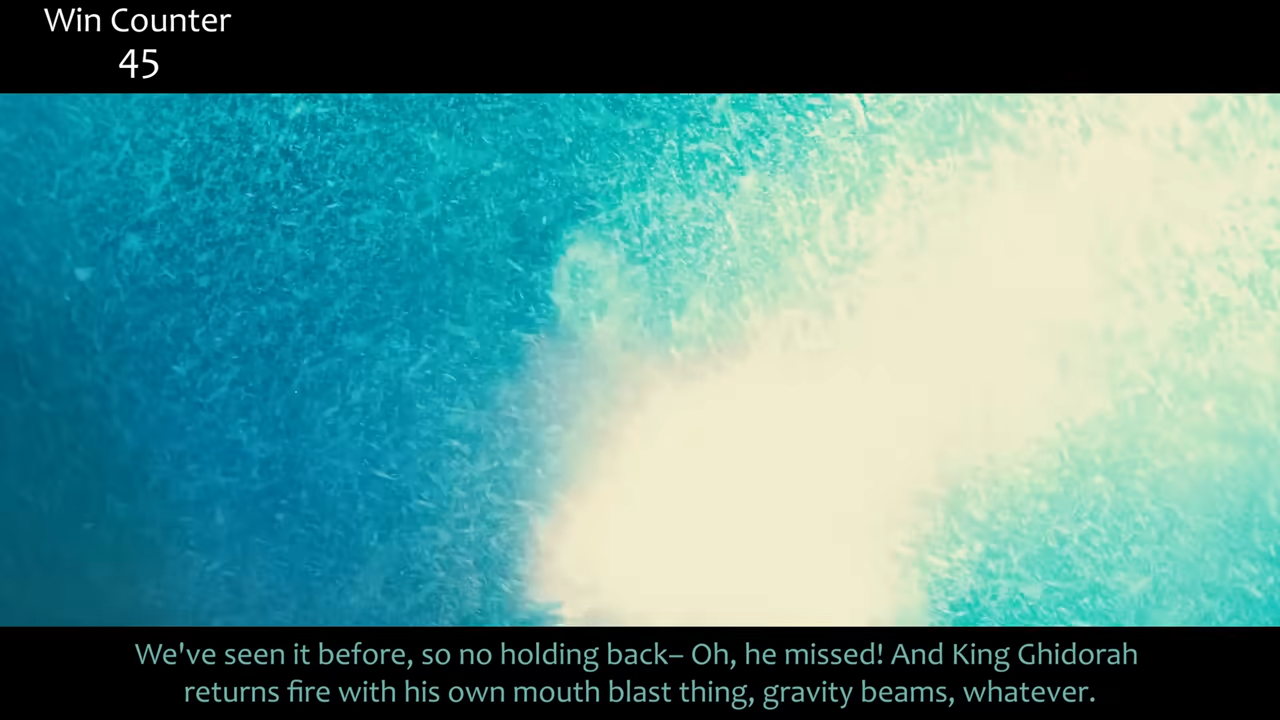 Win Counter
45
We've seen it before, so no holding back– Oh, he missed! And King Ghidorah
returns fire with his own mouth blast thing, gravity beams, whatever.